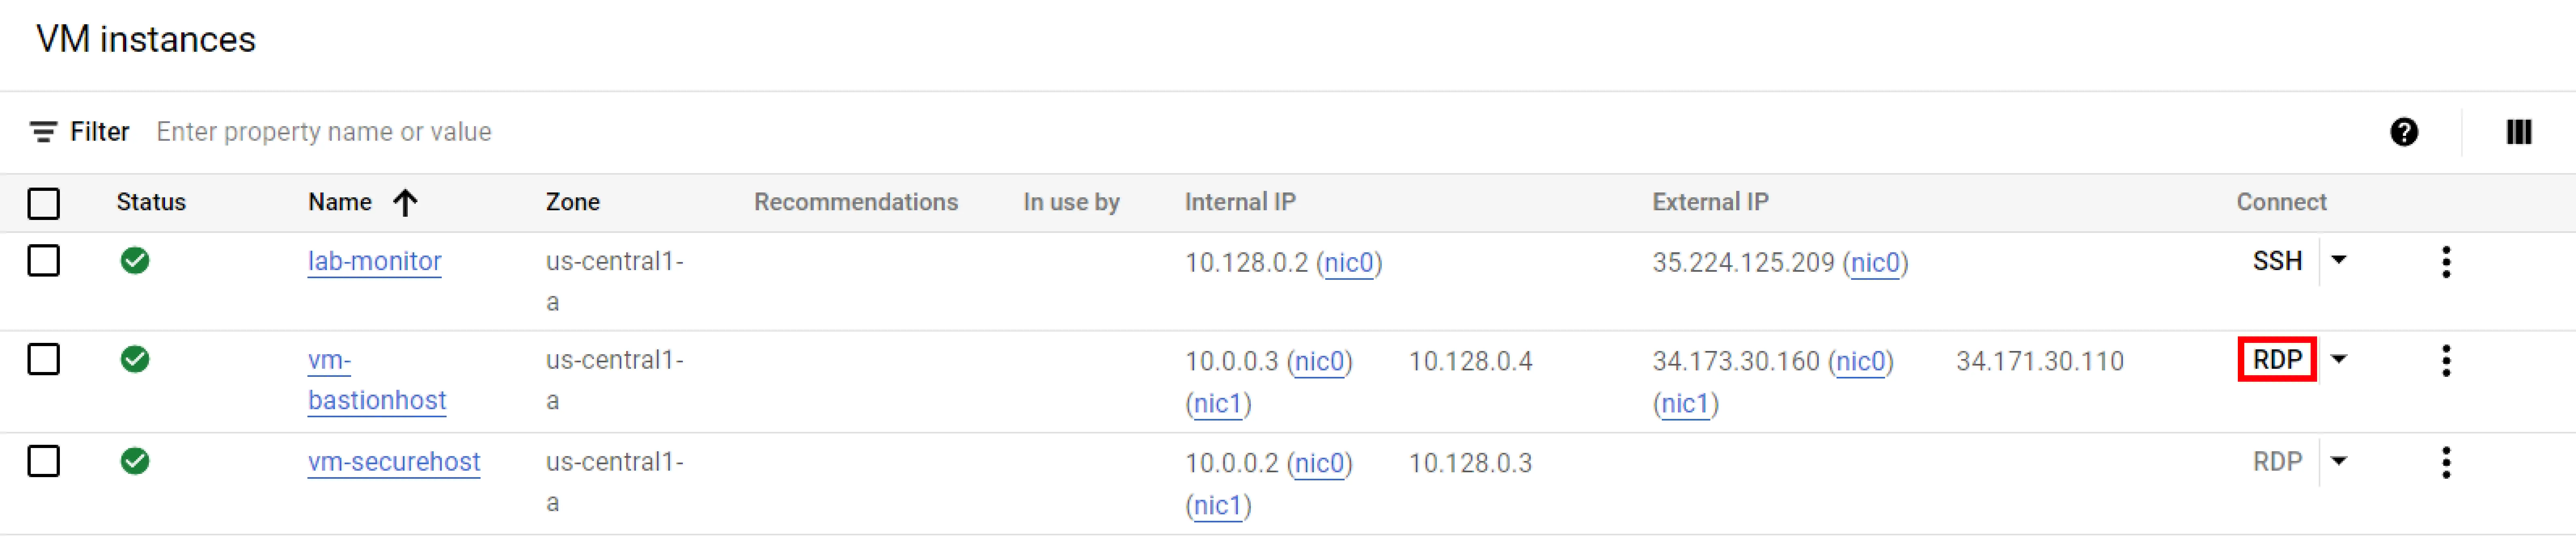 VM instances
Filter Enter property name or value
Status Name Zone Recommendations In use by Internal IP External IP Connect
lab-monitor us-central1- 10.128.0.2 (nic0) 35.224.125.209 (nic0) SSH
a
vm- us-central1- 10.0.0.3 (nic0) 10.128.0.4 34.173.30.160 (nic0) 34.171.30.110 RDP
bastionhost a (nic1) (nic1)
vm-securehost us-central1- 10.0.0.2 (nic0) 10.128.0.3 RDP
a (nic1)